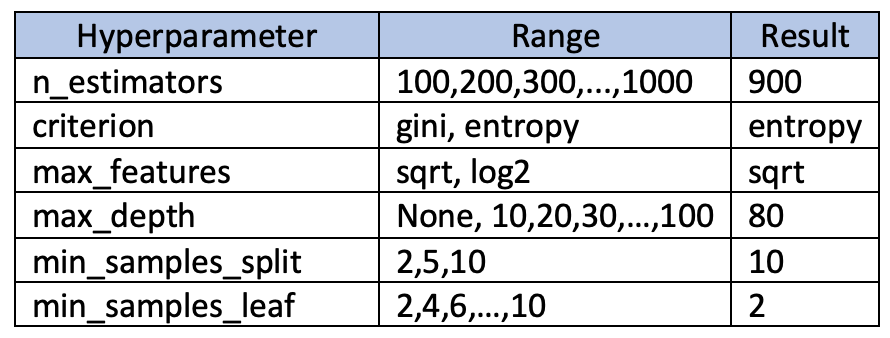 Hyperparameter Range Result
n_estimators 100,200,300,...,1000 900
criterion gini, entropy entropy
max_features sqrt, log2 sqrt
max_depth None, 10,20,30,...,100 80
min_samples_split 2,5,10 10
min_samples_leaf 2,4,6,...,10 2